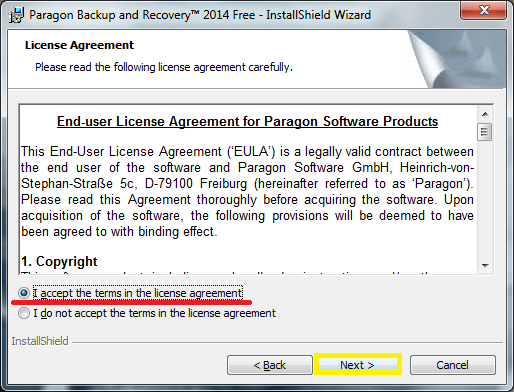 Paragon Backup and Recovery™ 2014 Free - InstallShield Wizard
License Agreement
Please read the following license agreement carefully.
End-user License Agreement for Paragon Software Products
This End-User License Agreement (‘EULA’) is a legally valid contract between
the end user of the software and Paragon Software GmbH, Heinrich-von-
Stephan-Straße 5c, D-79100 Freiburg (hereinafter referred to as ‘Paragon’).
Please read this Agreement thoroughly before acquiring the software. Upon
acquisition of the software, the following provisions will be deemed to have
been agreed to with binding effect.
1. Copyright
I accept the terms in the license agreement
I do not accept the terms in the license agreement
InstallShield
< Back
Next >
Cancel